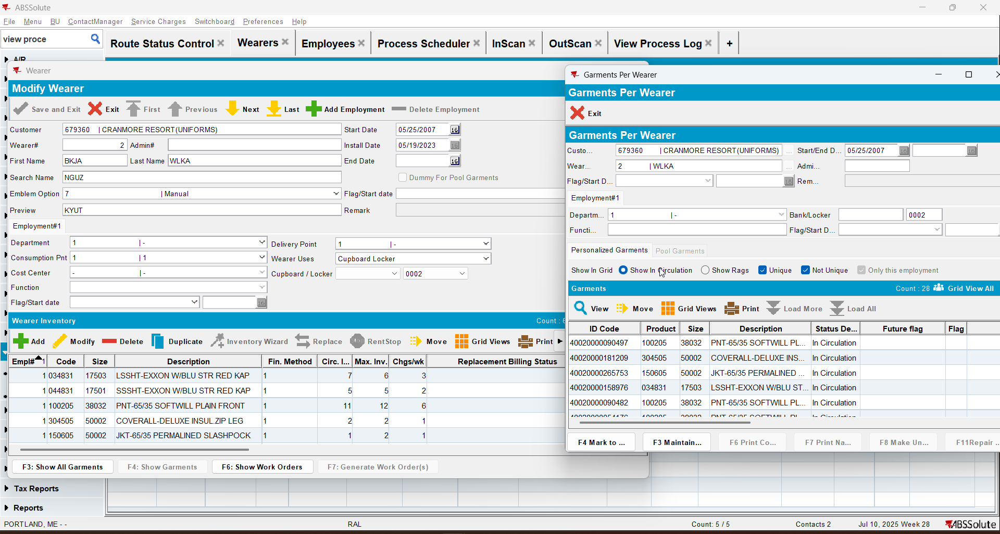 ABSSolute
File Menu BU ContactManager Service Charges Switchboard Preferences Help
view proce
Route Status Control Wearers Employees Process Scheduler InScan OutScan View Process Log +
A/R
Wearer
Modify Wearer
Save and Exit Exit First Previous Next Last Add Employment Delete Employment
Customer 679360 | CRANMORE RESORT(UNIFORMS) Start Date 05/25/2007 16
Wearer# 2 Admin# Install Date 05/19/2023 16
First Name BKJA Last Name WLKA End Date 16
Search Name NGUZ Dummy For Pool Garments
Emblem Option 7 | Manual Flag/Start date
Preview KYUT Remark
Employment#1
Department 1 | - Delivery Point 1 | -
Consumption Pnt 1 | 1 Wearer Uses Cupboard Locker
Cost Center - | - Cupboard / Locker 0002
Function
Flag/Start date 16
Wearer Inventory Count : 6
Add Modify Delete Duplicate Inventory Wizard Replace RentStop Move Grid Views Print
Empl# 1 Code Size Description Fin. Method Circ. I... Max. Inv. Chgs/wk Replacement Billing Status
1 034831 17503 LSSHT-EXXON W/BLU STR RED KAP 1 7 6 3
1 044831 17501 SSSHT-EXXON W/BLU STR RED KAP 1 5 5 2
1 100205 38032 PNT-65/35 SOFTWILL PLAIN FRONT 1 11 12 6
1 304505 50002 COVERALL-DELUXE INSUL.ZIP LEG 1 2 2 1
1 150605 50002 JKT-65/35 PERMALINED SLASHPOCK 1 1 2 1
F3: Show All Garments F4: Show Garments F6: Show Work Orders F7: Generate Work Order(s)
Garments Per Wearer
Garments Per Wearer
Exit
Garments Per Wearer
Custo... 679360 | CRANMORE RESORT(UNIFORMS) ... Start/End D... 05/25/2007 16 16
Wear... 2 | WLKA ... Admi...
Flag/Start D... 16 Rem...
Employment#1
Departm... 1 | - Bank/Locker 0002
Functi... Flag/Start D...
Personalized Garments Pool Garments
Show In Grid Show In Circulation Show Rags Unique Not Unique Only this employment
Garments Count : 28 Grid View All
View Move Grid Views Print Load More Load All
ID Code Product Size Description Status De... Future flag Flag
40020000090497 100205 38032 PNT-65/35 SOFTWILL PL... In Circulation
40020000181209 304505 50002 COVERALL-DELUXE INS... In Circulation
40020000265753 150605 50002 JKT-65/35 PERMALINED ... In Circulation
40020000158976 034831 17503 LSSHT-EXXON W/BLU ST... In Circulation
40020000090482 100205 38032 PNT-65/35 SOFTWILL PL... In Circulation
100205 38032 PNT-65/35 SOFTWILL PL... In Circulation
F4 Mark to ... F3 Maintain... F6 Print Co... F7 Print Na... F8 Make Un... F11Repair ..
Tax Reports
Reports
PORTLAND, ME - - RAL Count: 5 / 5 Contacts 2 Jul 10, 2025 Week 28 ABSSolute